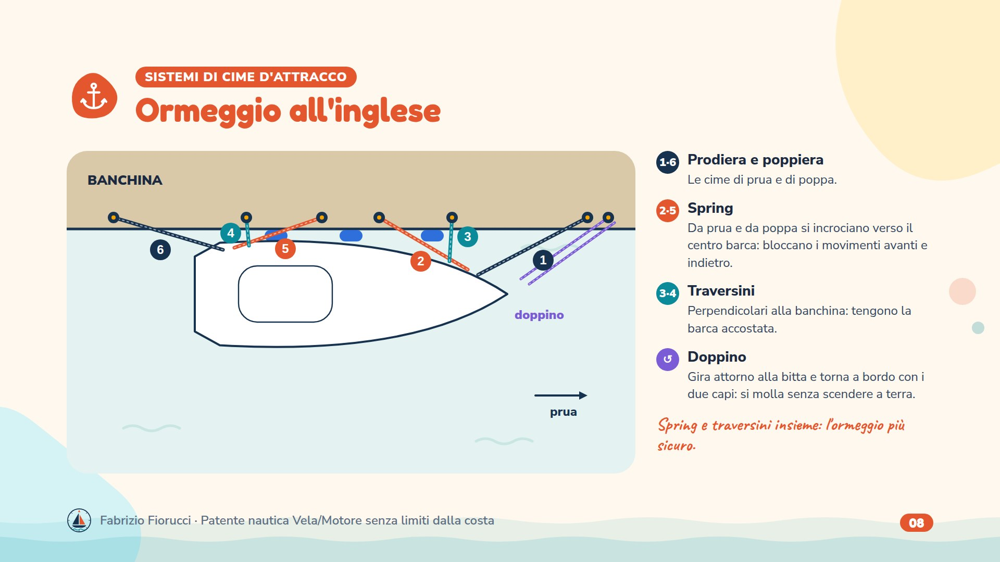 SISTEMI DI CIME D'ATTRACCO
Ormeggio all'inglese
BANCHINA
4
3
6
5
2
1
doppino
prua
1·6
Prodiera e poppiera
Le cime di prua e di poppa.
2·5
Spring
Da prua e da poppa si incrociano verso il
centro barca: bloccano i movimenti avanti e
indietro.
3·4
Traversini
Perpendicolari alla banchina: tengono la
barca accostata.
↺
Doppino
Gira attorno alla bitta e torna a bordo con i
due capi: si molla senza scendere a terra.
Spring e traversini insieme: l'ormeggio più
sicuro.
Fabrizio Fiorucci · Patente nautica Vela/Motore senza limiti dalla costa
08